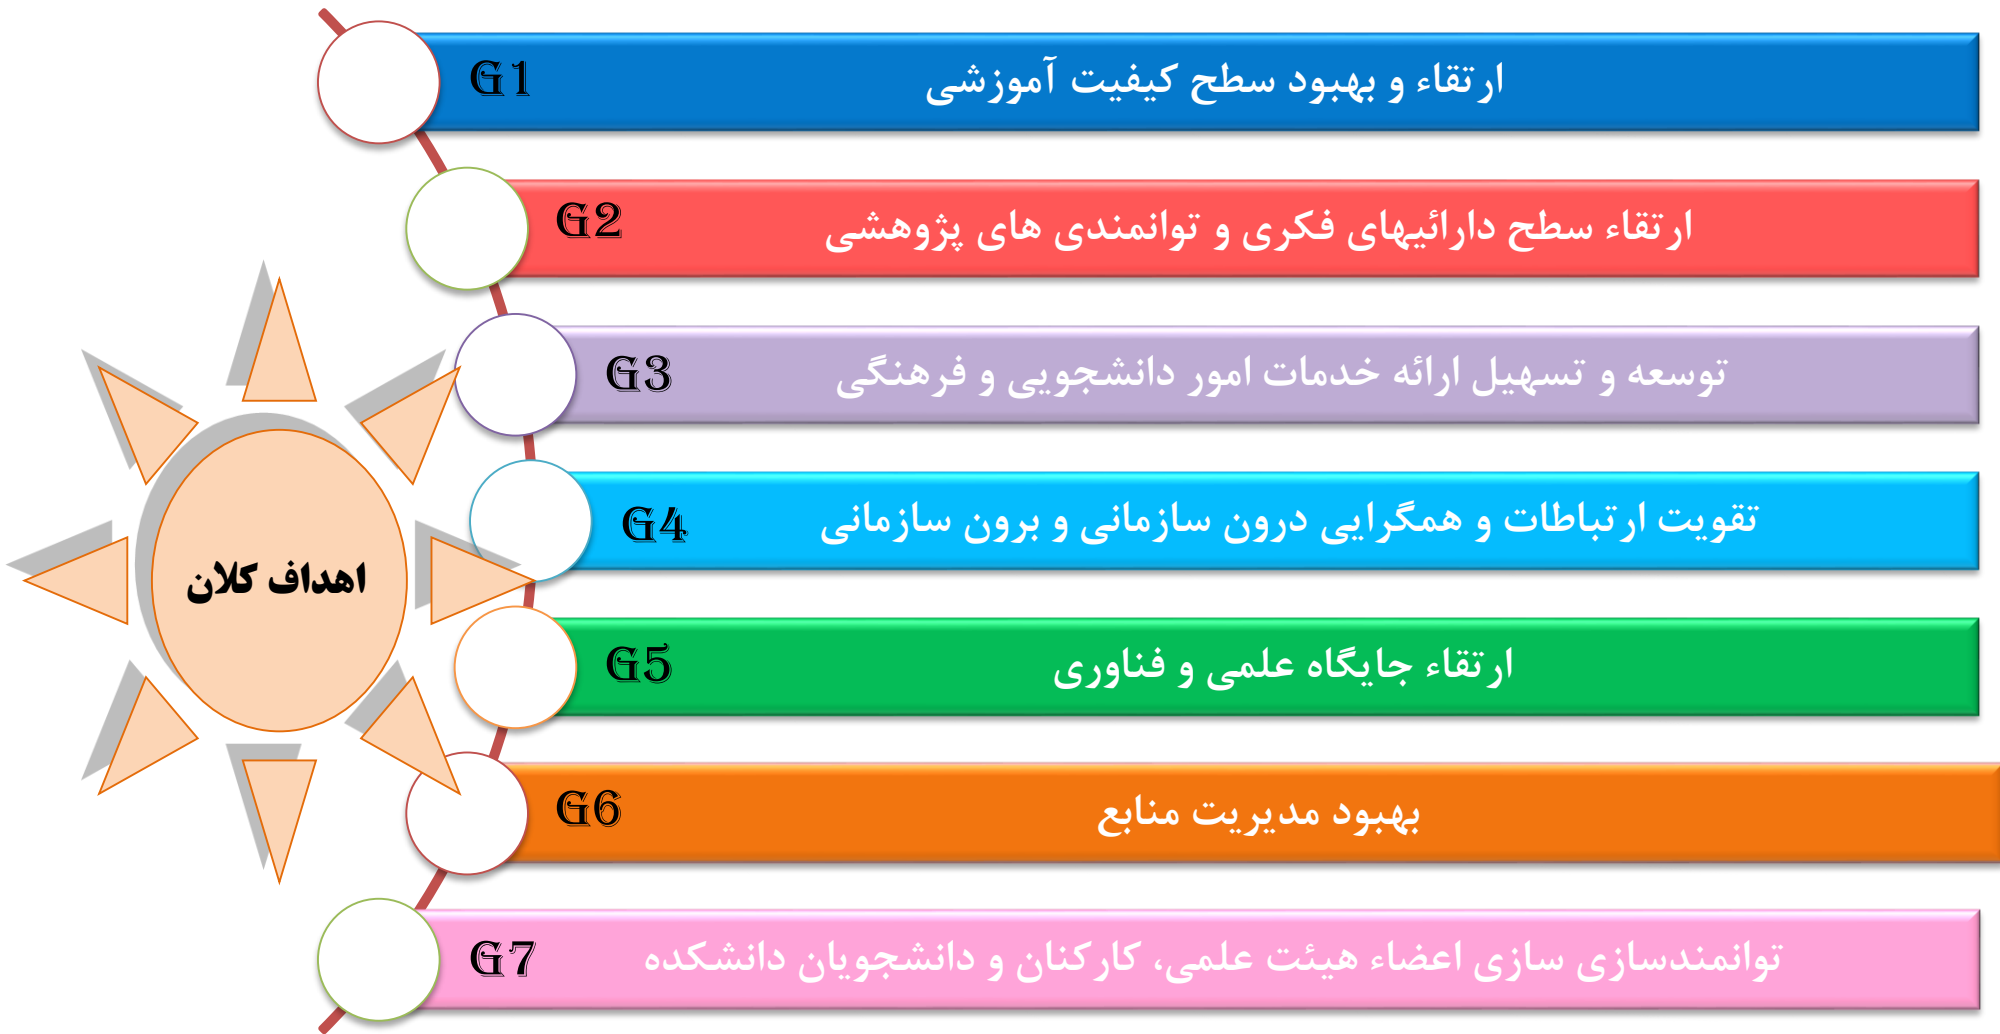 G1 ارتقاء و بهبود سطح کیفیت آموزشی
G2 ارتقاء سطح دارائیهای فکری و توانمندی های پژوهشی
G3 توسعه و تسهیل ارائه خدمات امور دانشجویی و فرهنگی
G4 تقویت ارتباطات و همگرایی درون سازمانی و برون سازمانی
اهداف کلان
G5 ارتقاء جایگاه علمی و فناوری
G6 بهبود مدیریت منابع
G7 توانمندسازی سازی اعضاء هیئت علمی، کارکنان و دانشجویان دانشکده